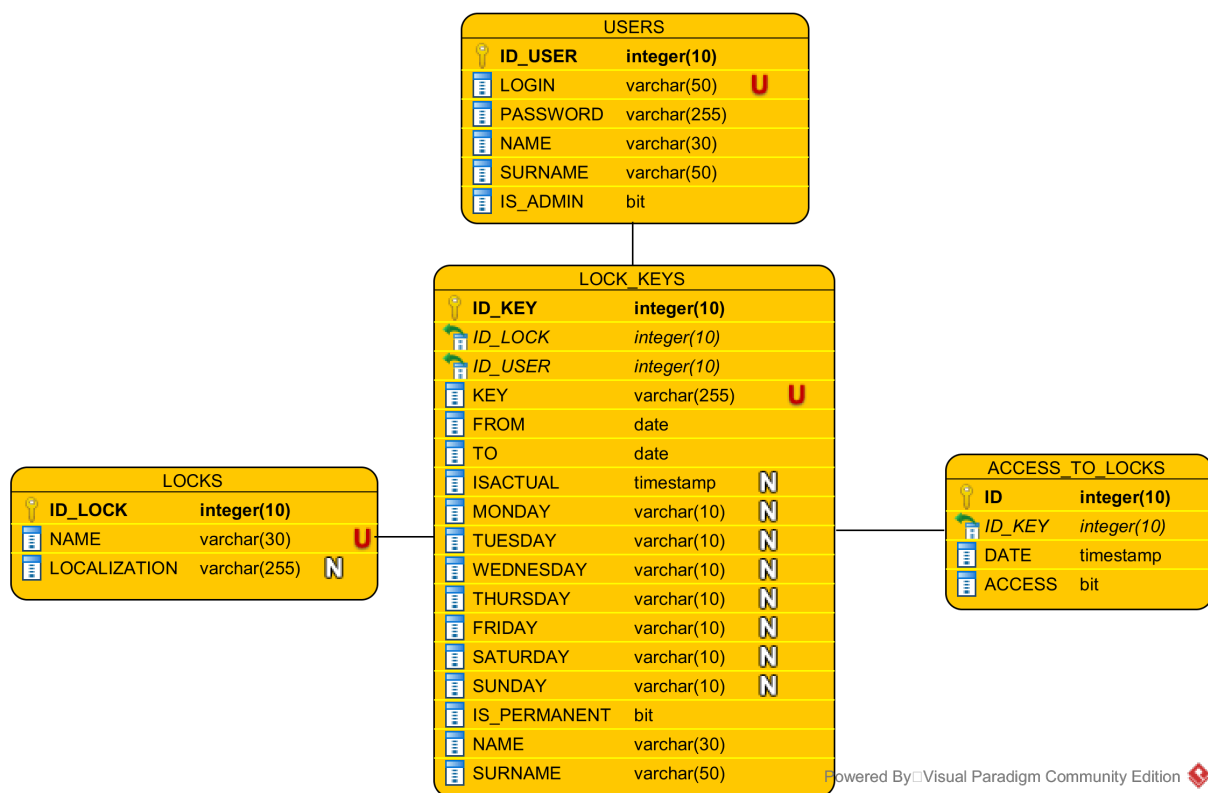 USERS
ID_USER integer(10)
LOGIN varchar(50) U
PASSWORD varchar(255)
NAME varchar(30)
SURNAME varchar(50)
IS_ADMIN bit
LOCK_KEYS
ID_KEY integer(10)
ID_LOCK integer(10)
ID_USER integer(10)
KEY varchar(255) U
FROM date
TO date
ISACTUAL timestamp N
MONDAY varchar(10) N
TUESDAY varchar(10) N
WEDNESDAY varchar(10) N
THURSDAY varchar(10) N
FRIDAY varchar(10) N
SATURDAY varchar(10) N
SUNDAY varchar(10) N
IS_PERMANENT bit
NAME varchar(30)
SURNAME varchar(50)
LOCKS
ID_LOCK integer(10)
NAME varchar(30) U
LOCALIZATION varchar(255) N
ACCESS_TO_LOCKS
ID integer(10)
ID_KEY integer(10)
DATE timestamp
ACCESS bit
Powered By□Visual Paradigm Community Edition